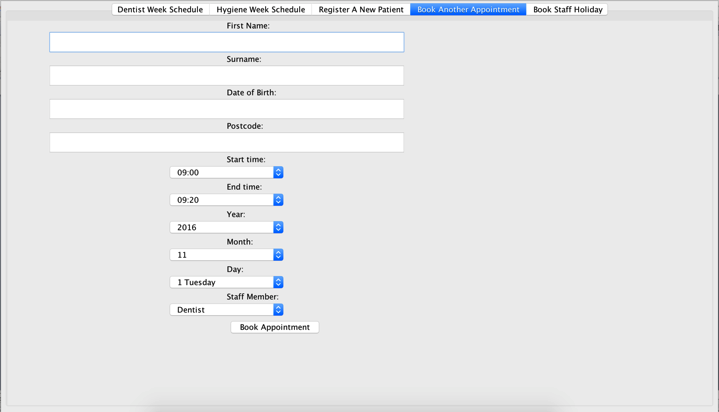 Dentist Week Schedule Hygiene Week Schedule Register A New Patient Book Another Appointment Book Staff Holiday
First Name:
Surname:
Date of Birth:
Postcode:
Start time:
09:00
End time:
09:20
Year:
2016
Month:
11
Day:
1 Tuesday
Staff Member:
Dentist
Book Appointment